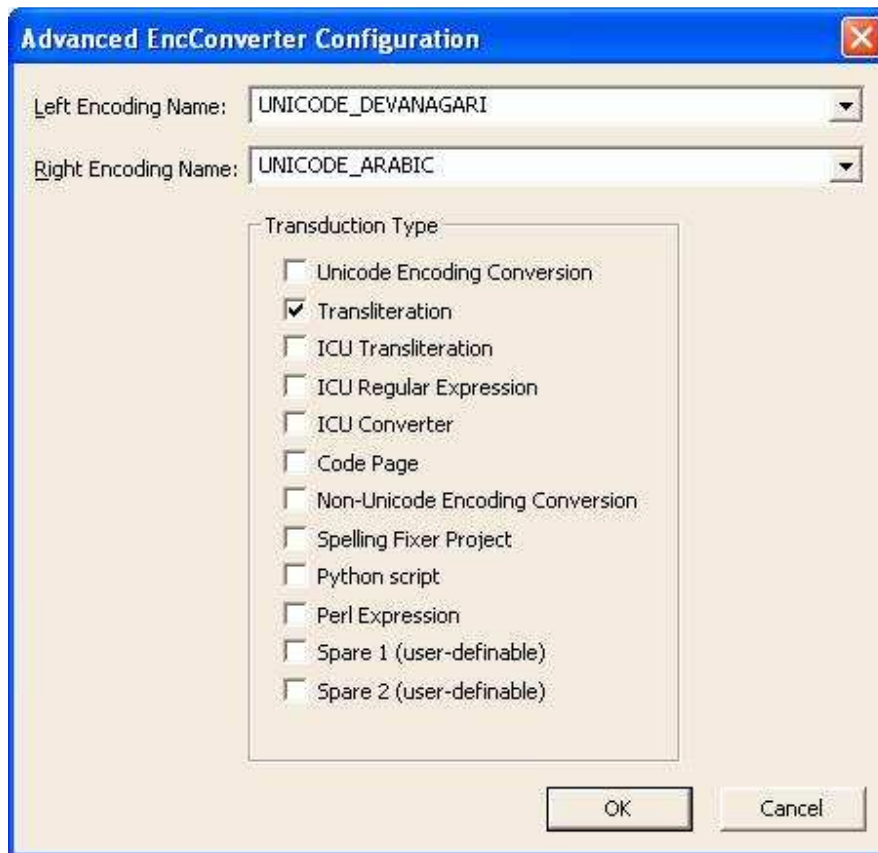 Advanced EncConverter Configuration
Left Encoding Name: UNICODE_DEVANAGARI
Right Encoding Name: UNICODE_ARABIC
Transduction Type
Unicode Encoding Conversion
Transliteration
ICU Transliteration
ICU Regular Expression
ICU Converter
Code Page
Non-Unicode Encoding Conversion
Spelling Fixer Project
Python script
Perl Expression
Spare 1 (user-definable)
Spare 2 (user-definable)
OK Cancel